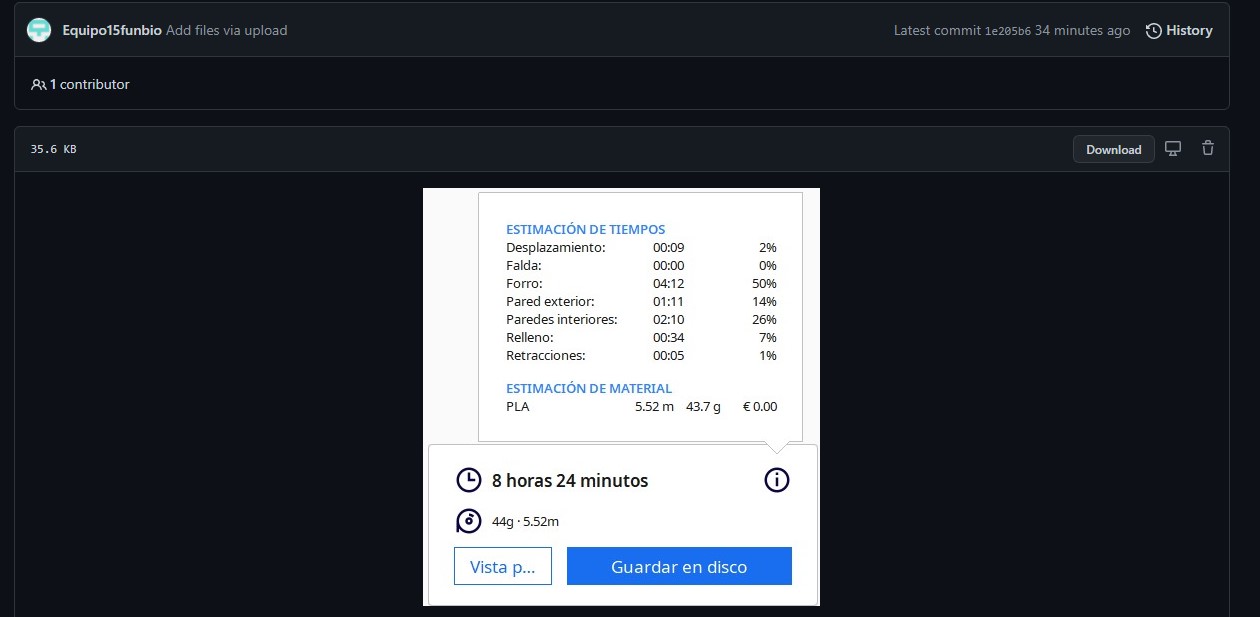 Equipo15funbio Add files via upload Latest commit 1e205b6 34 minutes ago History
1 contributor
35.6 KB Download
ESTIMACIÓN DE TIEMPOS
Desplazamiento: 00:09 2%
Falda: 00:00 0%
Forro: 04:12 50%
Pared exterior: 01:11 14%
Paredes interiores: 02:10 26%
Relleno: 00:34 7%
Retracciones: 00:05 1%
ESTIMACIÓN DE MATERIAL
PLA 5.52 m 43.7 g € 0.00
8 horas 24 minutos
44g · 5.52m
Vista p... Guardar en disco